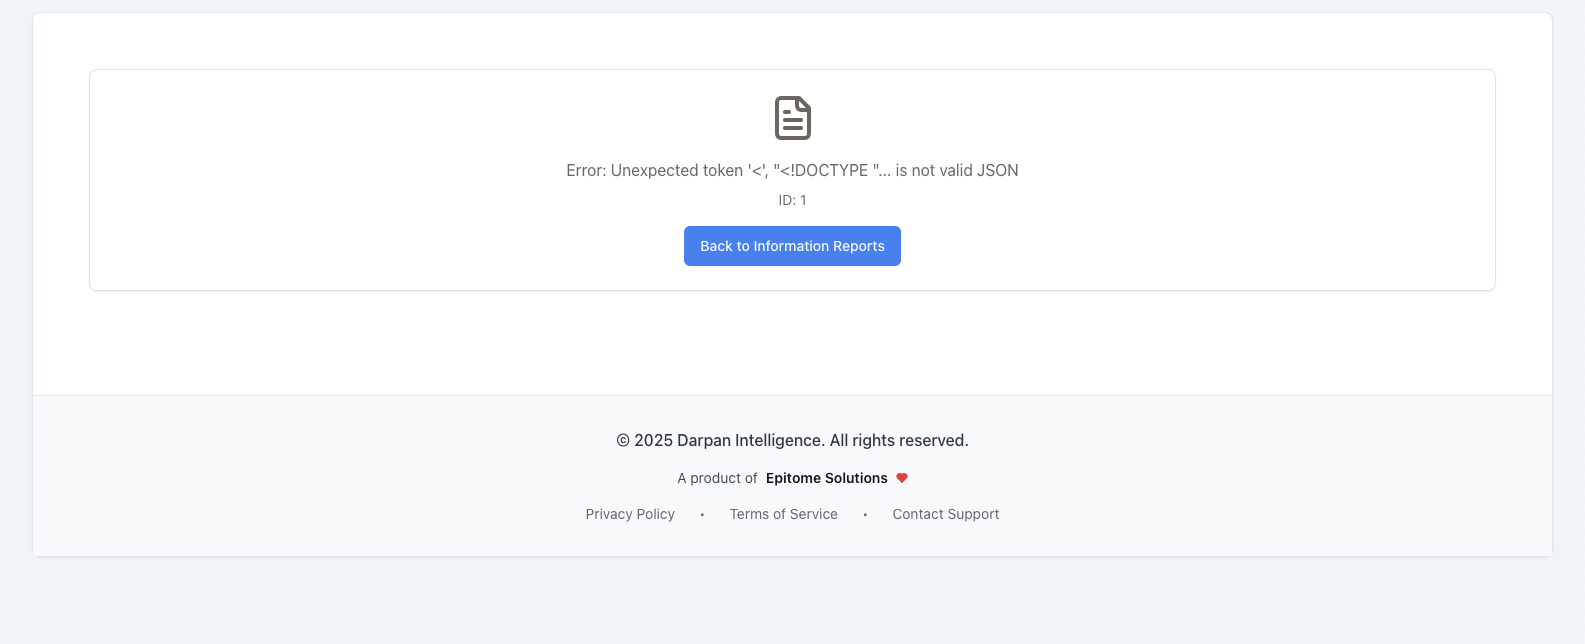 Error: Unexpected token '<', "<!DOCTYPE "... is not valid JSON
ID: 1
Back to Information Reports
© 2025 Darpan Intelligence. All rights reserved.
A product of Epitome Solutions ❤
Privacy Policy • Terms of Service • Contact Support